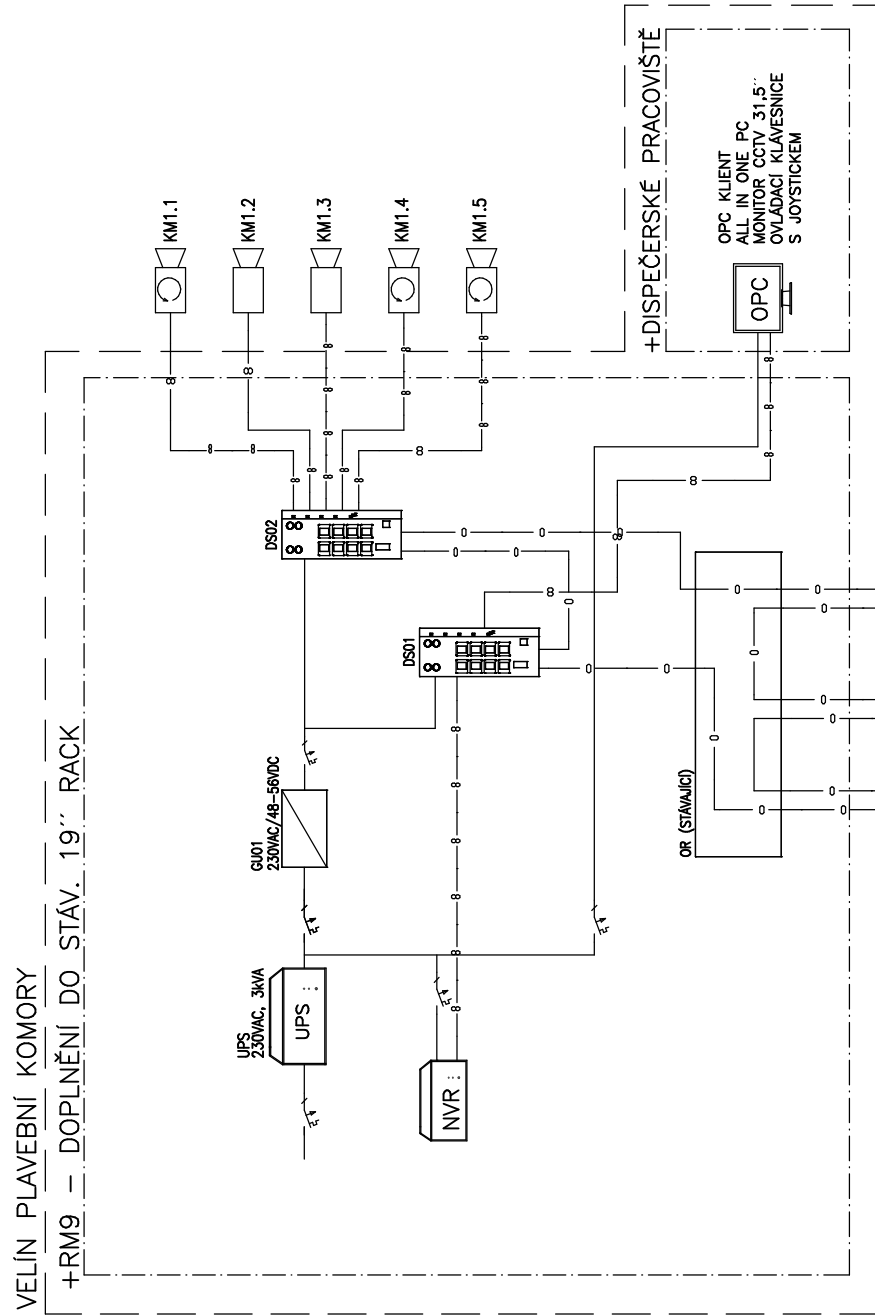 VELÍN PLAVEBNÍ KOMORY
+RM9 – DOPLNĚNÍ DO STÁV. 19´´ RACK
UPS
230VAC, 3kVA
UPS
NVR
GU01
230VAC/48-56VDC
DS01
DS02
OR (STÁVAJÍCÍ)
KM1.1
KM1.2
KM1.3
KM1.4
KM1.5
+DISPEČERSKÉ PRACOVIŠTĚ
OPC
OPC KLIENT
ALL IN ONE PC
MONITOR CCTV 31,5´´
OVLÁDACÍ KLÁVESNICE
S JOYSTICKEM